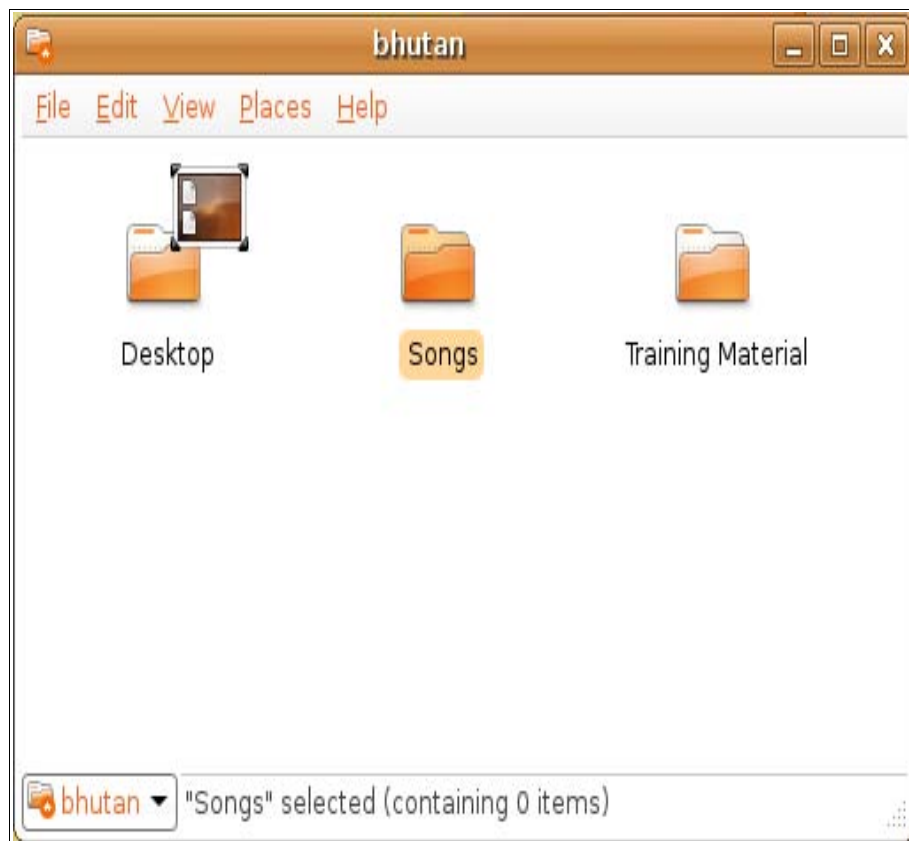 bhutan
File Edit View Places Help
Desktop Songs Training Material
bhutan "Songs" selected (containing 0 items)